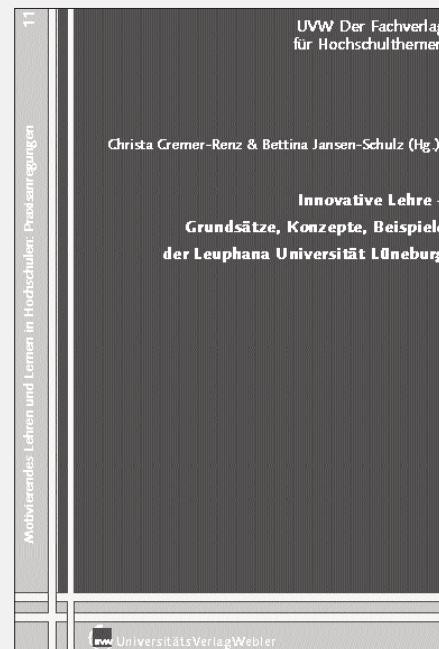 UVW Der Fachverlag
für Hochschulthemen
Christa Cremer-Renz & Bettina Jansen-Schulz (Hg.)
Innovative Lehre -
Grundsätze, Konzepte, Beispiele
der Leuphana Universität Lüneburg
Motivierendes Lehren und Lernen in Hochschulen: Praxisanregungen
11
UVW UniversitätsVerlagWebler